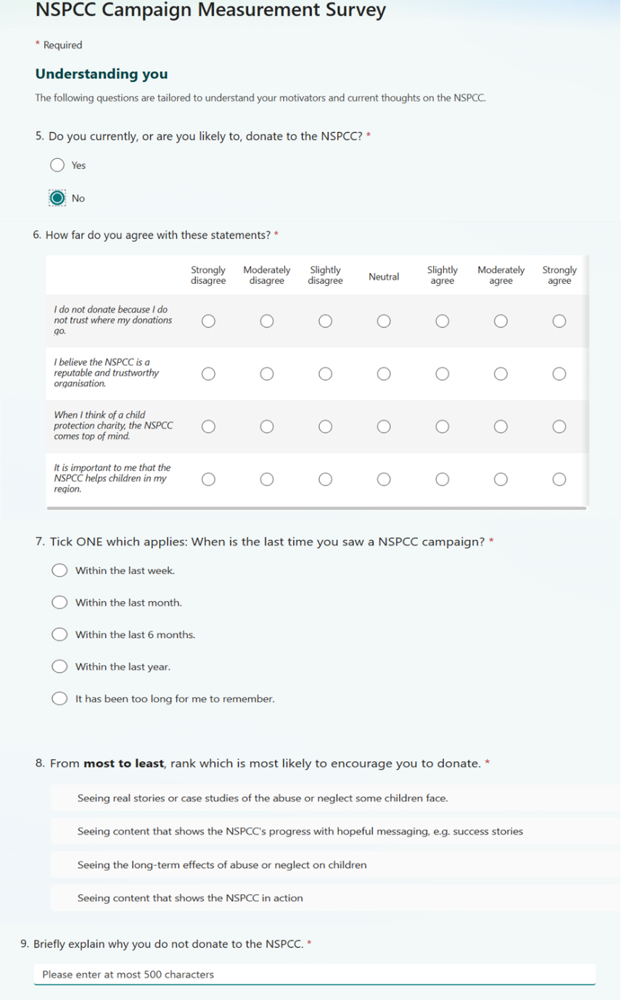 NSPCC Campaign Measurement Survey
* Required
Understanding you
The following questions are tailored to understand your motivators and current thoughts on the NSPCC.
5. Do you currently, or are you likely to, donate to the NSPCC? *
Yes
No
6. How far do you agree with these statements? *
Strongly disagree Moderately disagree Slightly disagree Neutral Slightly agree Moderately agree Strongly agree
I do not donate because I do
not trust where my donations
go.
I believe the NSPCC is a
reputable and trustworthy
organisation.
When I think of a child
protection charity, the NSPCC
comes top of mind.
It is important to me that the
NSPCC helps children in my
region.
7. Tick ONE which applies: When is the last time you saw a NSPCC campaign? *
Within the last week.
Within the last month.
Within the last 6 months.
Within the last year.
It has been too long for me to remember.
8. From most to least, rank which is most likely to encourage you to donate. *
Seeing real stories or case studies of the abuse or neglect some children face.
Seeing content that shows the NSPCC's progress with hopeful messaging, e.g. success stories
Seeing the long-term effects of abuse or neglect on children
Seeing content that shows the NSPCC in action
9. Briefly explain why you do not donate to the NSPCC. *
Please enter at most 500 characters